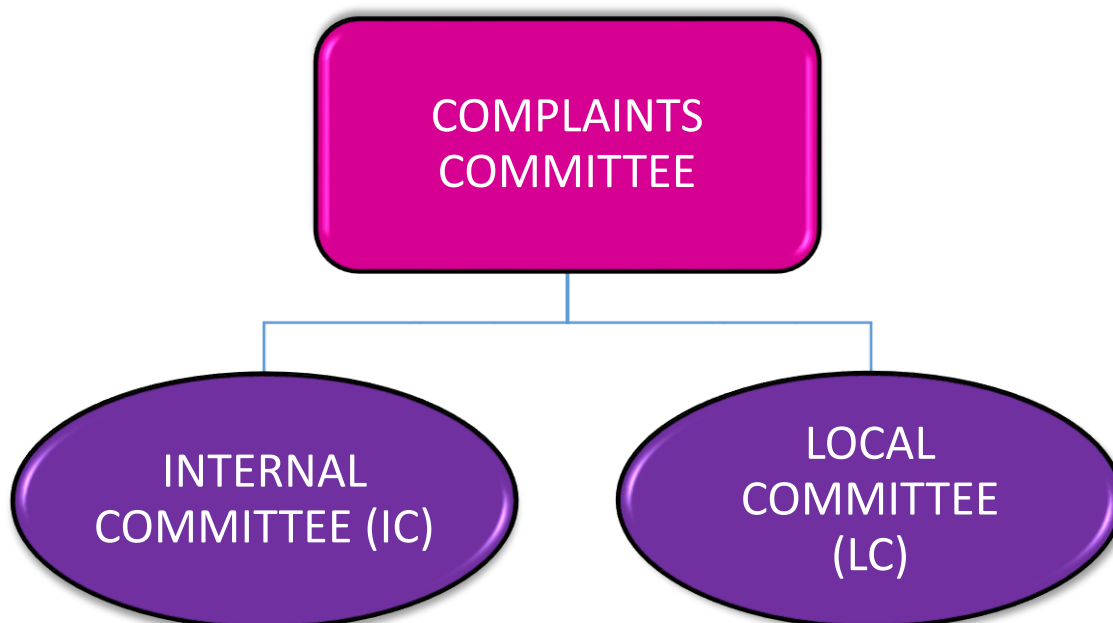 COMPLAINTS
COMMITTEE
INTERNAL
COMMITTEE (IC)
LOCAL
COMMITTEE
(LC)